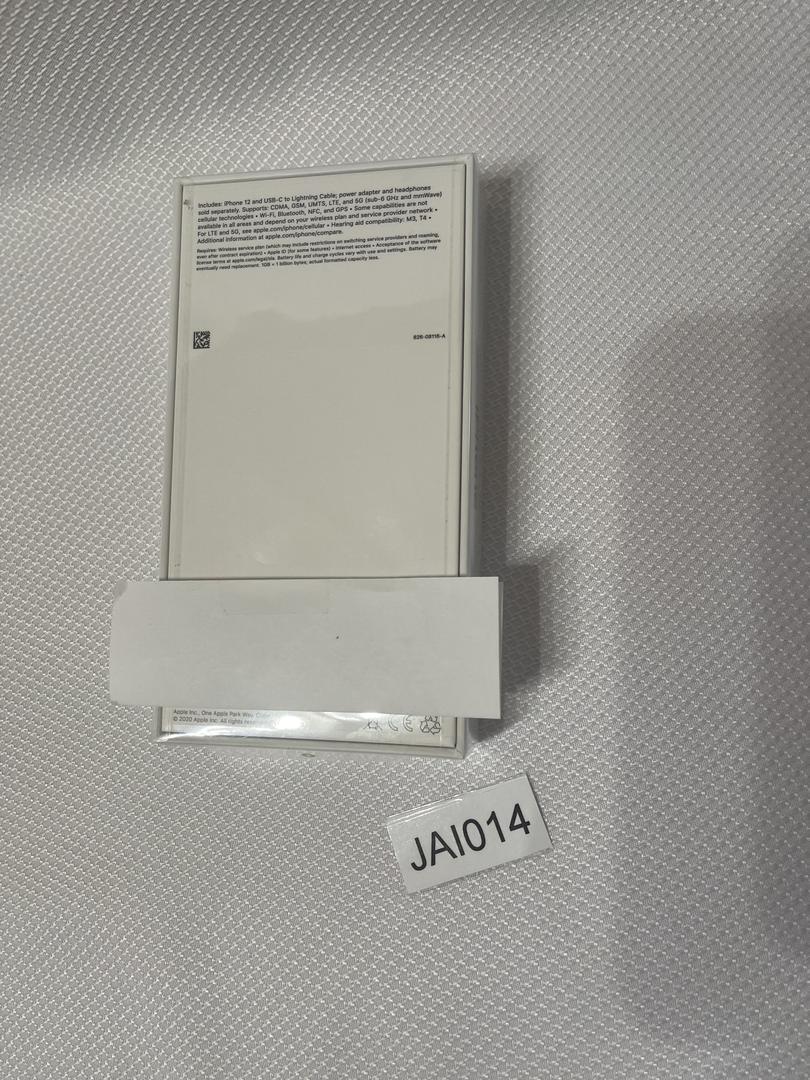 Includes: iPhone 12 and USB-C to Lightning Cable; power adapter and headphones
sold separately. Supports: CDMA, GSM, UMTS, LTE, and 5G (sub-6 GHz and mmWave)
cellular technologies • Wi-Fi, Bluetooth, NFC, and GPS • Some capabilities are not
available in all areas and depend on your wireless plan and service provider network •
For LTE and 5G, see apple.com/iphone/cellular • Hearing aid compatibility: M3, T4 •
Additional information at apple.com/iphone/compare.
Requires: Wireless service plan (which may include restrictions on switching service providers and roaming,
even after contract expiration) • Apple ID (for some features) • Internet access • Acceptance of the software
license terms at apple.com/legal/sla. Battery life and charge cycles vary with use and settings. Battery may
eventually need replacement. 1GB = 1 billion bytes; actual formatted capacity less.
Apple Inc., One Apple Park Way
© 2020 Apple Inc. All rights
JAI014